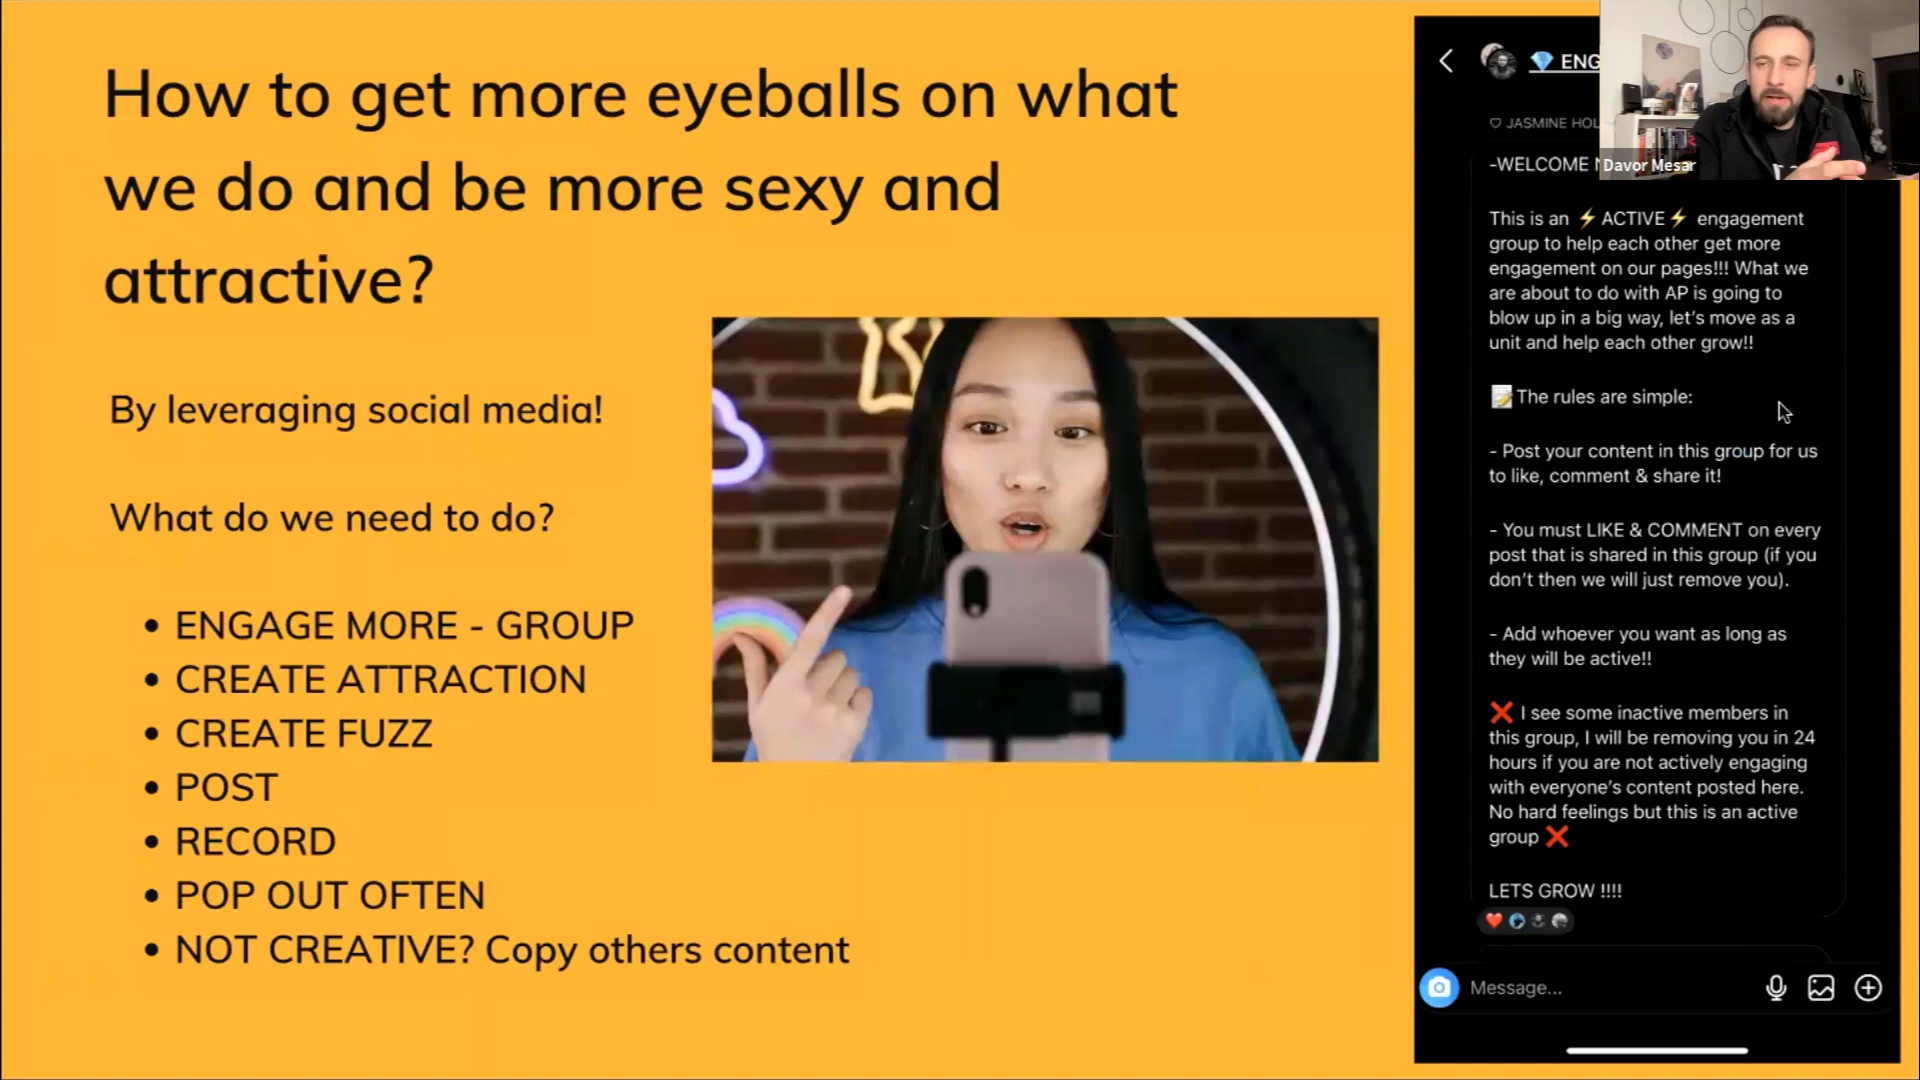 How to get more eyeballs on what
we do and be more sexy and
attractive?
By leveraging social media!
What do we need to do?
• ENGAGE MORE - GROUP
• CREATE ATTRACTION
• CREATE FUZZ
• POST
• RECORD
• POP OUT OFTEN
• NOT CREATIVE? Copy others content
💎 ENG
JASMINE HOL
-WELCOME
Davor Mesar
This is an ⚡ACTIVE⚡ engagement
group to help each other get more
engagement on our pages!!! What we
are about to do with AP is going to
blow up in a big way, let's move as a
unit and help each other grow!!
📝The rules are simple:
- Post your content in this group for us
to like, comment & share it!
- You must LIKE & COMMENT on every
post that is shared in this group (if you
don't then we will just remove you).
- Add whoever you want as long as
they will be active!!
❌ I see some inactive members in
this group, I will be removing you in 24
hours if you are not actively engaging
with everyone's content posted here.
No hard feelings but this is an active
group ❌
LETS GROW !!!!
Message...